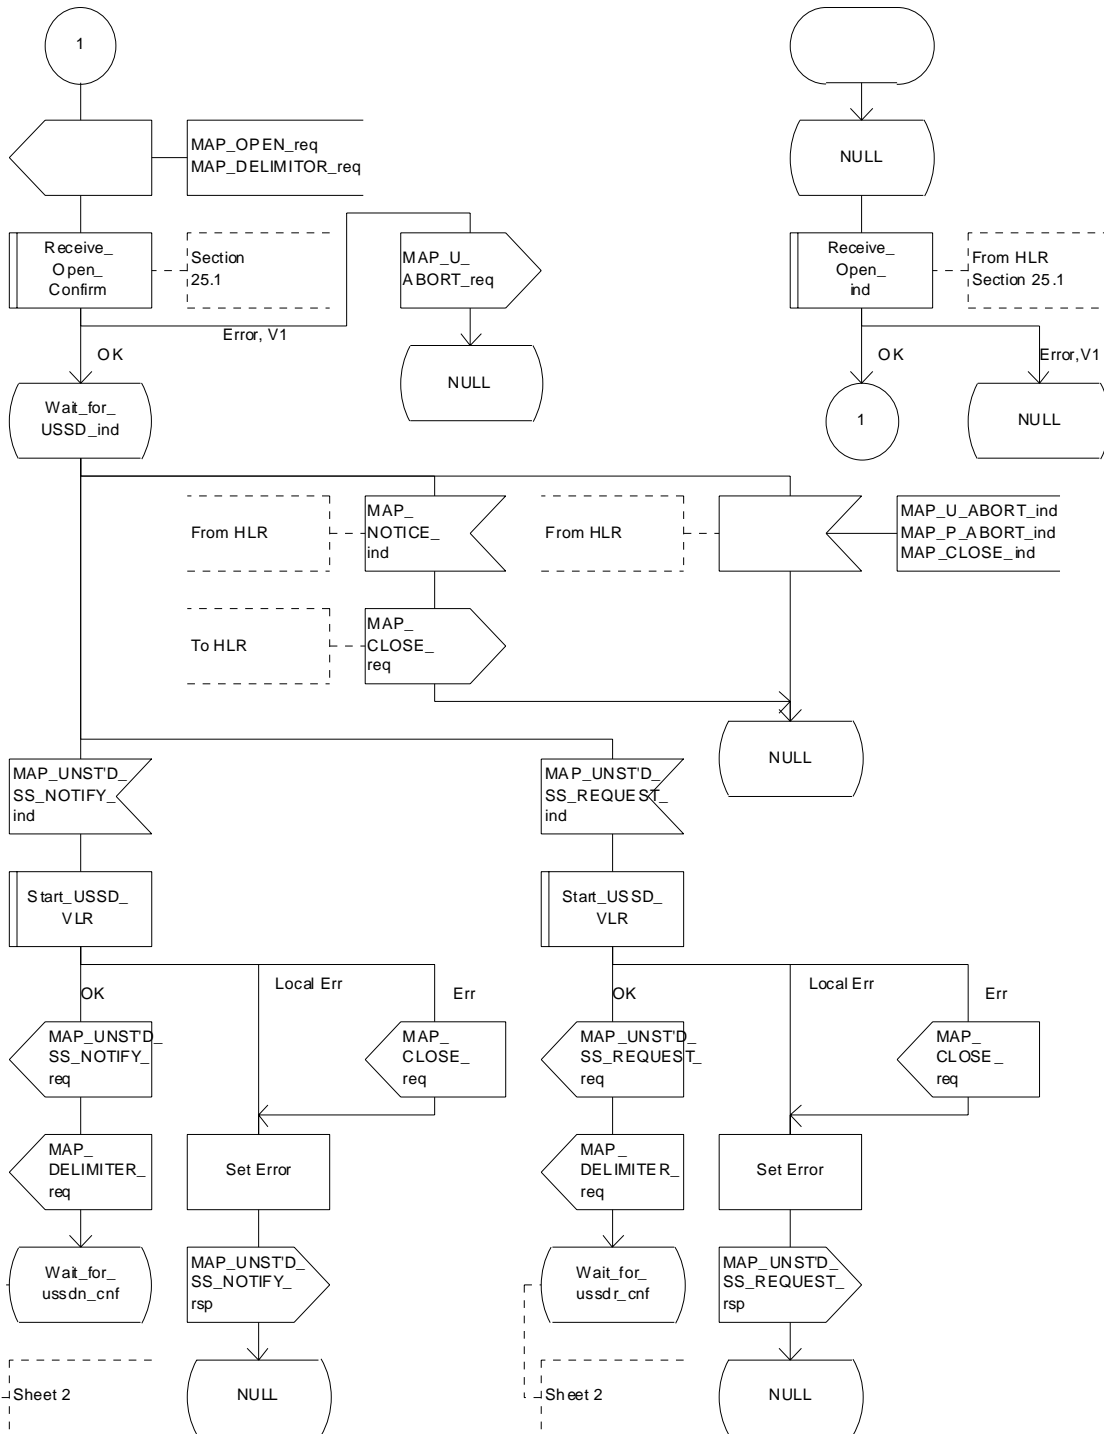 1
MAP_OPEN_req
MAP_DELIMITOR_req
NULL
Receive_
Open_
Confirm
Section
25.1
MAP_U_
ABORT_req
Receive_
Open_
ind
From HLR
Section 25.1
Error, V1
OK
NULL
OK
Error,V1
Wait_for_
USSD_ind
1
NULL
From HLR
MAP_
NOTICE_
ind
From HLR
MAP_U_ABORT_ind
MAP_P_ABORT_ind
MAP_CLOSE_ind
To HLR
MAP_
CLOSE_
req
NULL
MAP_UNST'D_
SS_NOTIFY_
ind
MAP_UNST'D_
SS_REQUEST_
ind
Start_USSD_
VLR
Start_USSD_
VLR
OK
Local Err
Err
OK
Local Err
Err
MAP_UNST'D_
SS_NOTIFY_
req
MAP_
CLOSE_
req
MAP_UNST'D_
SS_REQUEST_
req
MAP_
CLOSE_
req
MAP_
DELIMITER_
req
Set Error
MAP_
DELIMITER_
req
Set Error
Wait_for_
ussdn_cnf
MAP_UNST'D_
SS_NOTIFY_
rsp
Wait_for_
ussdr_cnf
MAP_UNST'D_
SS_REQUEST_
rsp
Sheet 2
NULL
Sheet 2
NULL